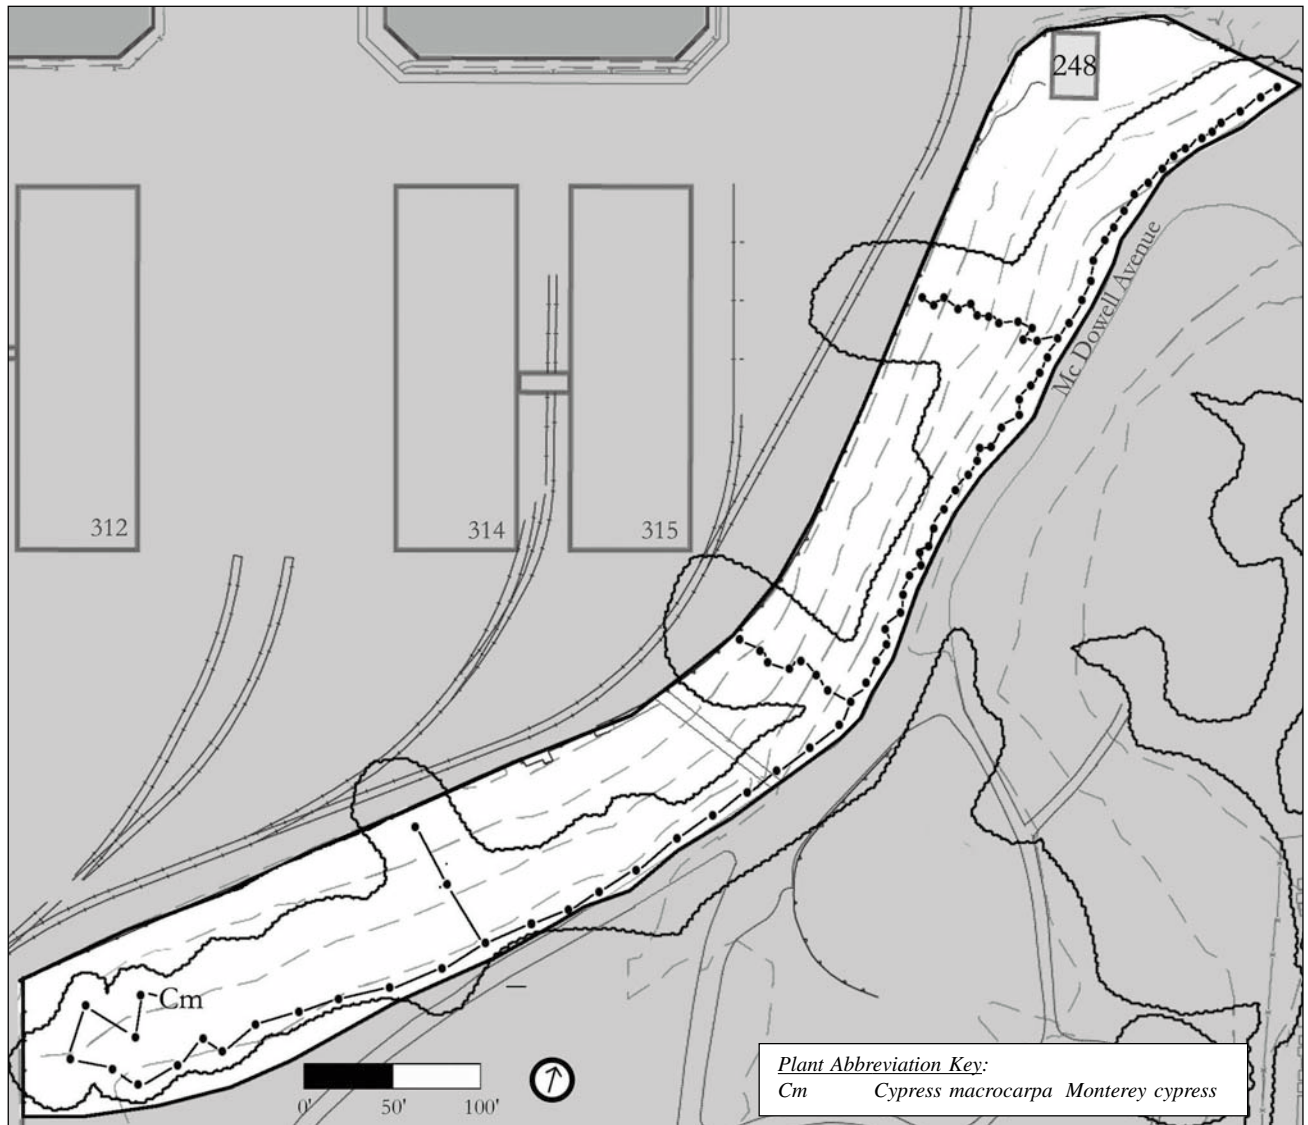 248
Mc Dowell Avenue
312
314
315
Cm
0' 50' 100'
Plant Abbreviation Key:
Cm Cypress macrocarpa Monterey cypress